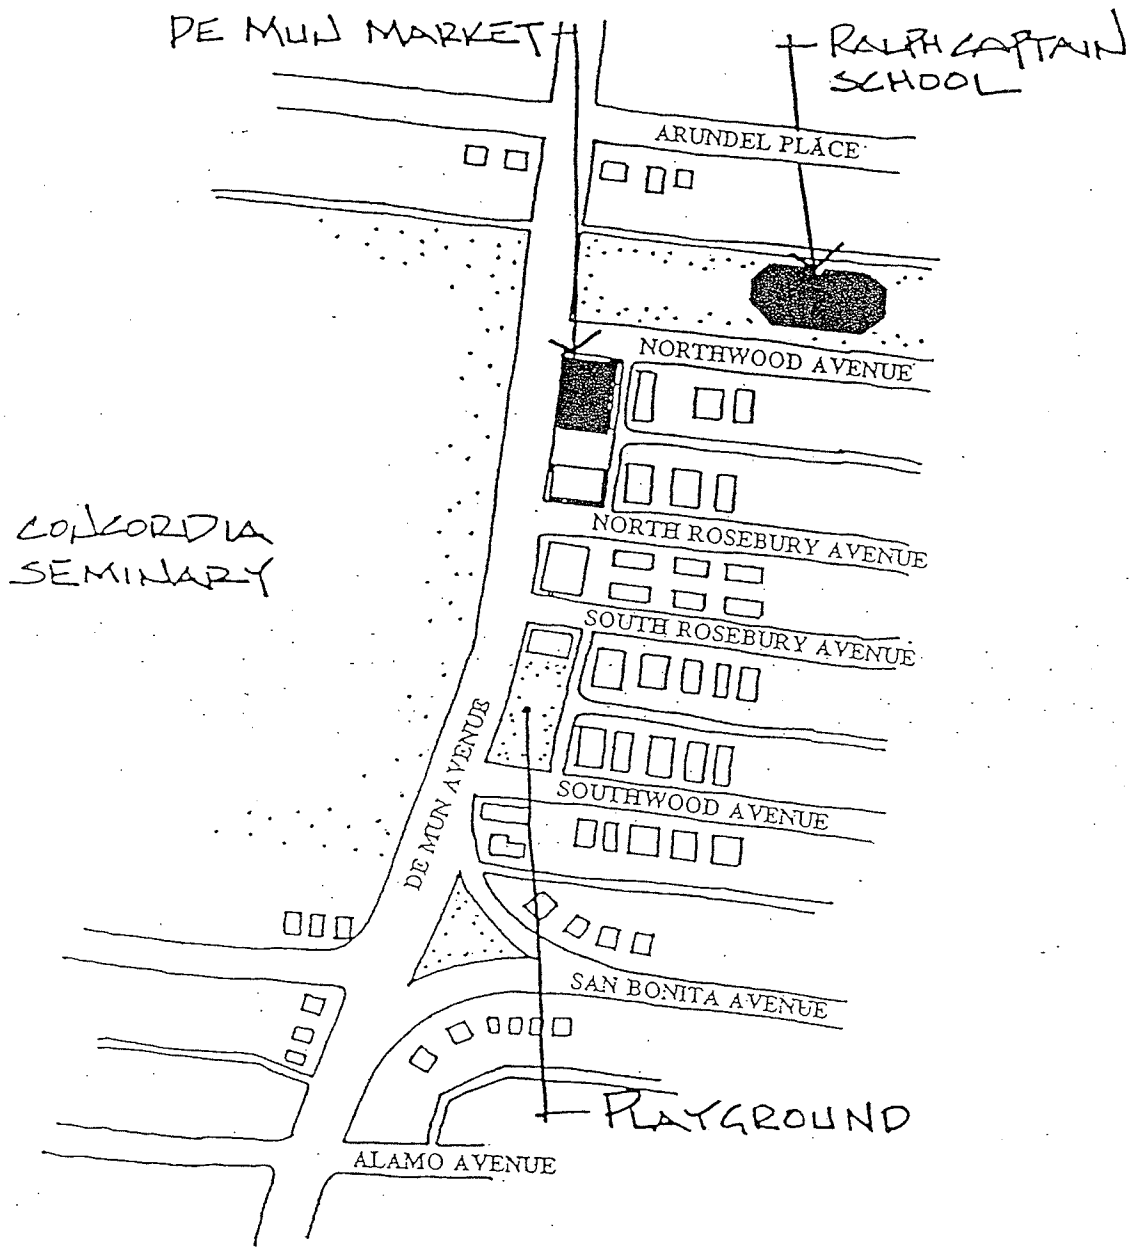 DE MUN MARKET
RALPH CAPTAIN
SCHOOL
ARUNDEL PLACE
NORTHWOOD AVENUE
CONCORDIA
SEMINARY
NORTH ROSEBURY AVENUE
SOUTH ROSEBURY AVENUE
DE MUN AVENUE
SOUTHWOOD AVENUE
SAN BONITA AVENUE
PLAYGROUND
ALAMO AVENUE